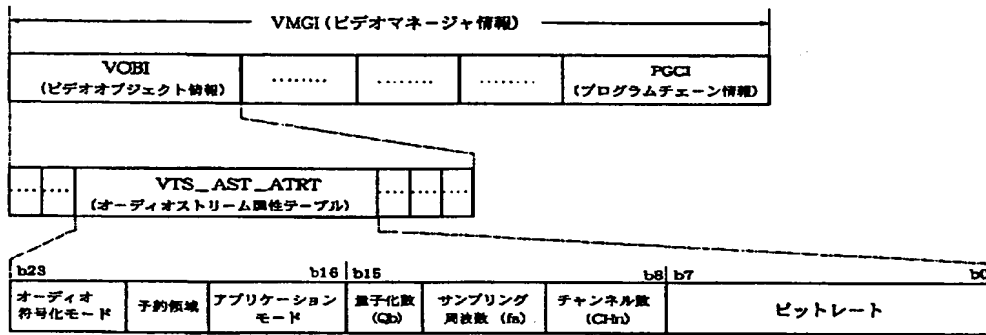 VMGI (ビデオマネージャ情報)
VOBI
(ビデオオブジェクト情報)
........
........
........
PGCI
(プログラムチェーン情報)
.....
.....
VTS_AST_ATRT
(オーディオストリーム属性テーブル)
.....
.....
.....
b23 b16 b15 b8 b7 b0
オーディオ
符号化モード
予約領域
アプリケーション
モード
量子化数
(Qb)
サンプリング
周波数 (fs)
チャンネル数
(CHn)
ビットレート